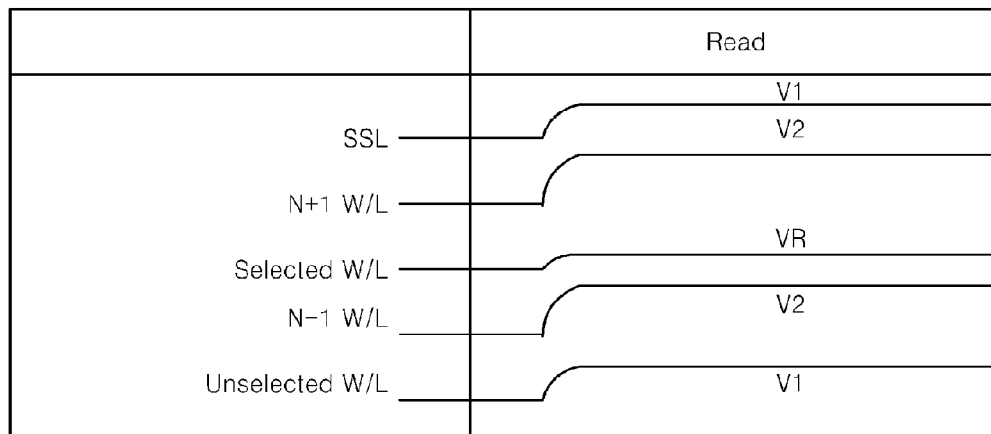 Read
V1
SSL
V2
N+1 W/L
VR
Selected W/L
N-1 W/L
V2
Unselected W/L
V1